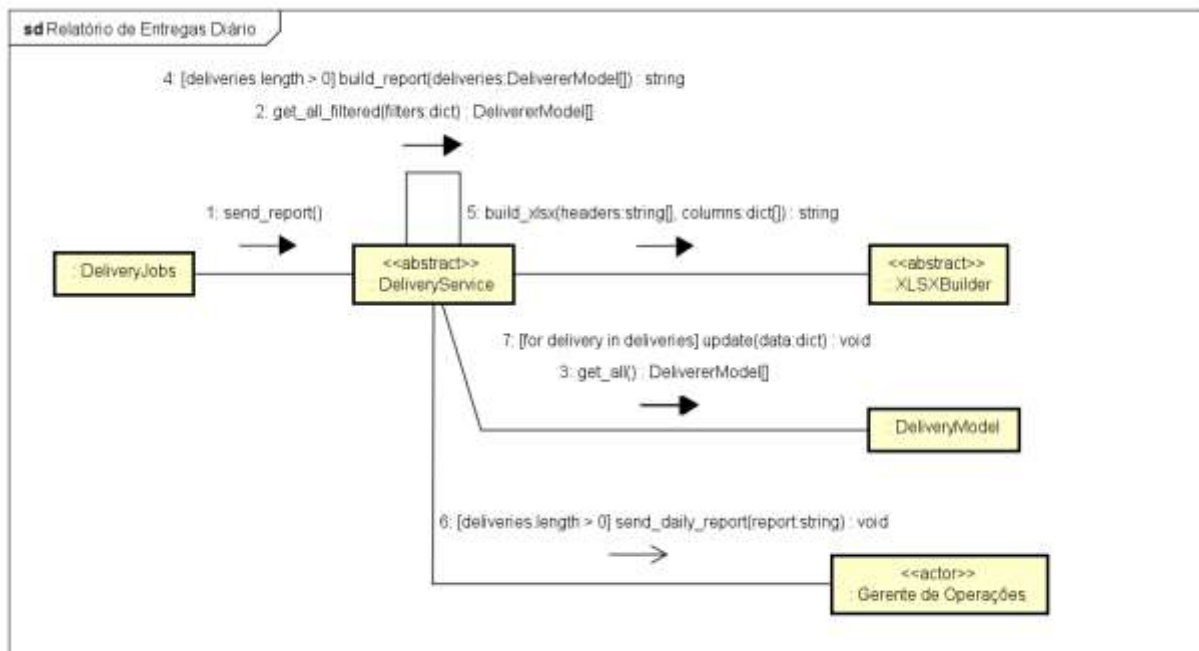 sd Relatório de Entregas Diário
4: [deliveries.length > 0] build_report(deliveries:DelivererModel[]) : string
2: get_all_filtered(filters:dict) : DelivererModel[]
1: send_report()
5: build_xlsx(headers:string[], columns:dict[]) : string
: DeliveryJobs
<<abstract>>
: DeliveryService
<<abstract>>
: XLSXBuilder
7: [for delivery in deliveries] update(data:dict) : void
3: get_all() : DelivererModel[]
: DeliveryModel
6: [deliveries.length > 0] send_daily_report(report:string) : void
<<actor>>
: Gerente de Operações